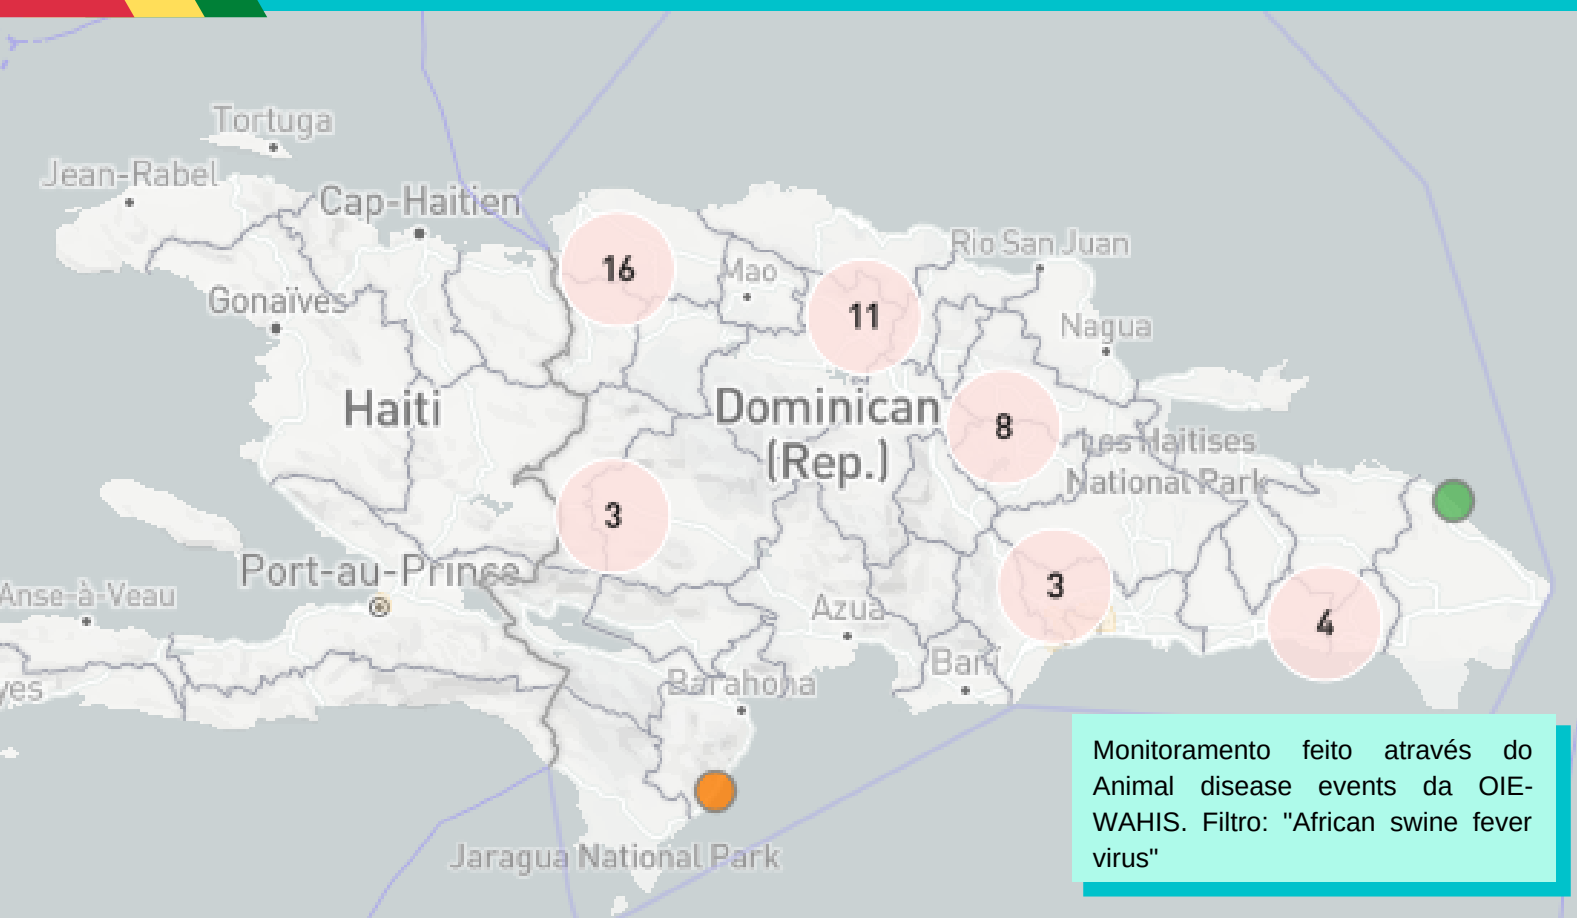 Tortuga
Jean-Rabel
Cap-Haitien
Rio San Juan
16
Mao
Gonaïves
11
Nagua
Haiti
Dominican
(Rep.)
8
Los Haitises
National Park
3
Port-au-Prince
Anse-à-Veau
3
Azua
4
yes
Bani
Barahona
Jaragua National Park
Monitoramento feito através do
Animal disease events da OIE-
WAHIS. Filtro: "African swine fever
virus"